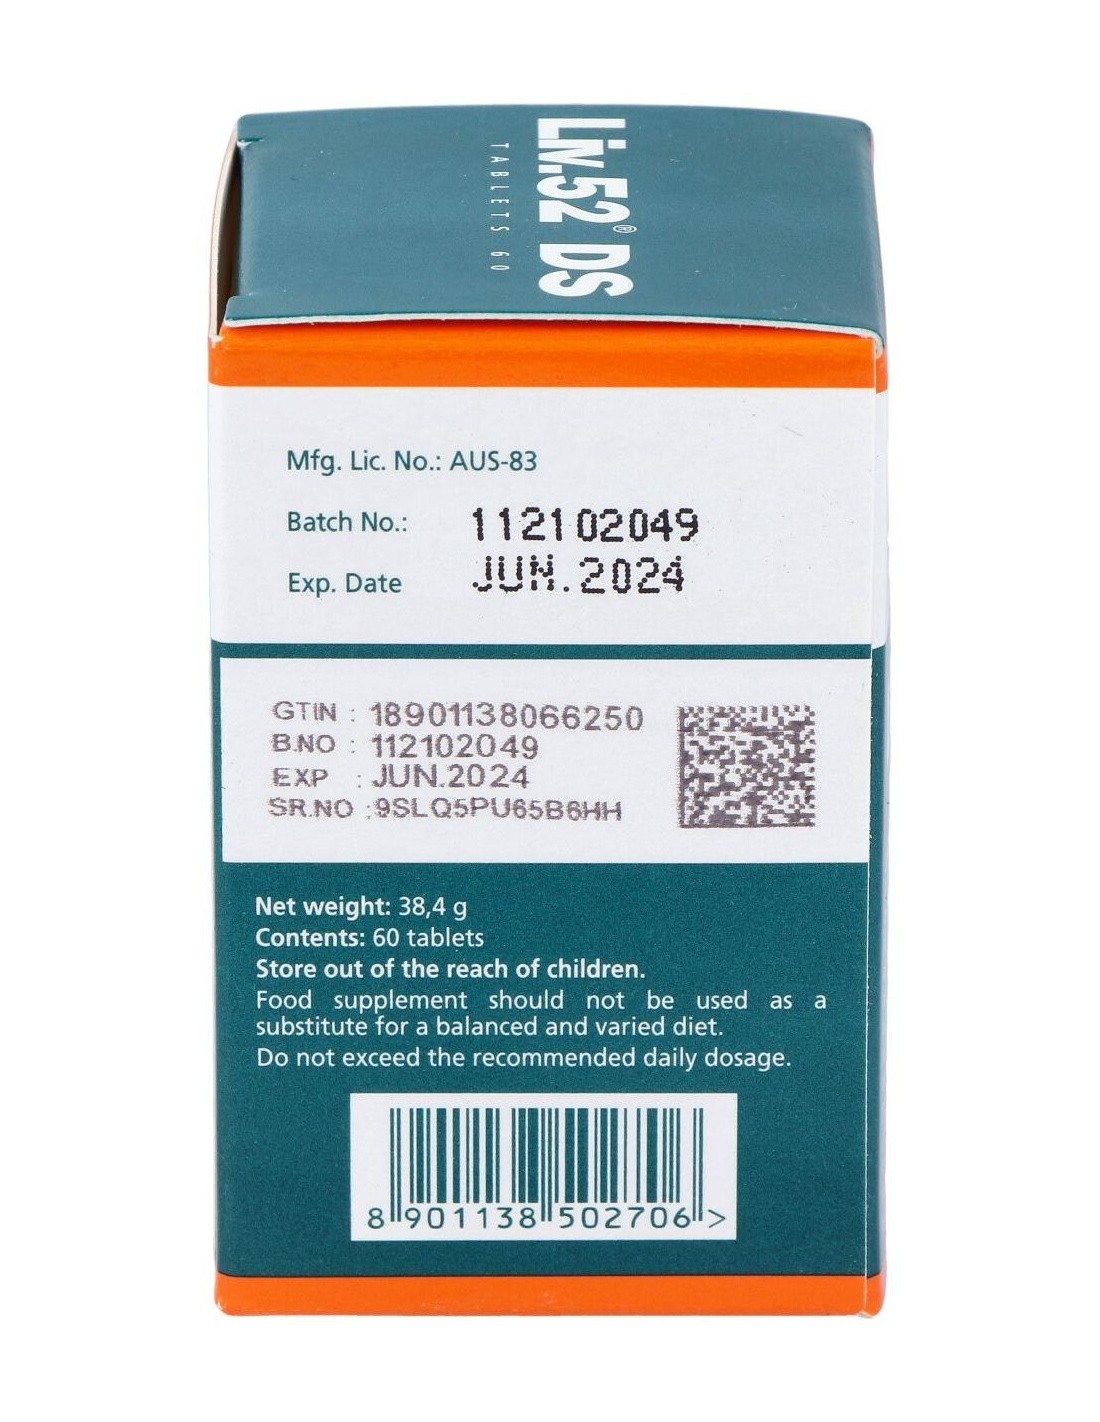 Liv.52® DS
TABLETS 60
Mfg. Lic. No.: AUS-83
Batch No.: 112102049
Exp. Date JUN.2024
GTIN : 18901138066250
B.NO : 112102049
EXP : JUN.2024
SR.NO :9SLQ5PU65B6HH
Net weight: 38,4 g
Contents: 60 tablets
Store out of the reach of children.
Food supplement should not be used as a
substitute for a balanced and varied diet.
Do not exceed the recommended daily dosage.
8 901138 502706 >